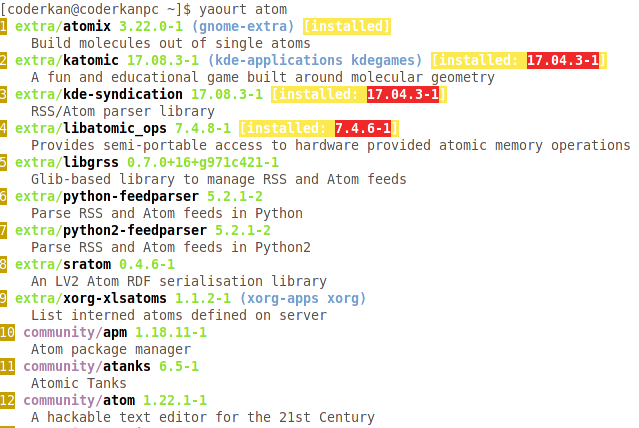 [coderkan@coderkanpc ~]$ yaourt atom
1 extra/atomix 3.22.0-1 (gnome-extra) [installed]
Build molecules out of single atoms
2 extra/katomic 17.08.3-1 (kde-applications kdegames) [installed: 17.04.3-1]
A fun and educational game built around molecular geometry
3 extra/kde-syndication 17.08.3-1 [installed: 17.04.3-1]
RSS/Atom parser library
4 extra/libatomic_ops 7.4.8-1 [installed: 7.4.6-1]
Provides semi-portable access to hardware provided atomic memory operations
5 extra/libgrss 0.7.0+16+g971c421-1
Glib-based library to manage RSS and Atom feeds
6 extra/python-feedparser 5.2.1-2
Parse RSS and Atom feeds in Python
7 extra/python2-feedparser 5.2.1-2
Parse RSS and Atom feeds in Python2
8 extra/sratom 0.4.6-1
An LV2 Atom RDF serialisation library
9 extra/xorg-xlsatoms 1.1.2-1 (xorg-apps xorg)
List interned atoms defined on server
10 community/apm 1.18.11-1
Atom package manager
11 community/atanks 6.5-1
Atomic Tanks
12 community/atom 1.22.1-1
A hackable text editor for the 21st Century